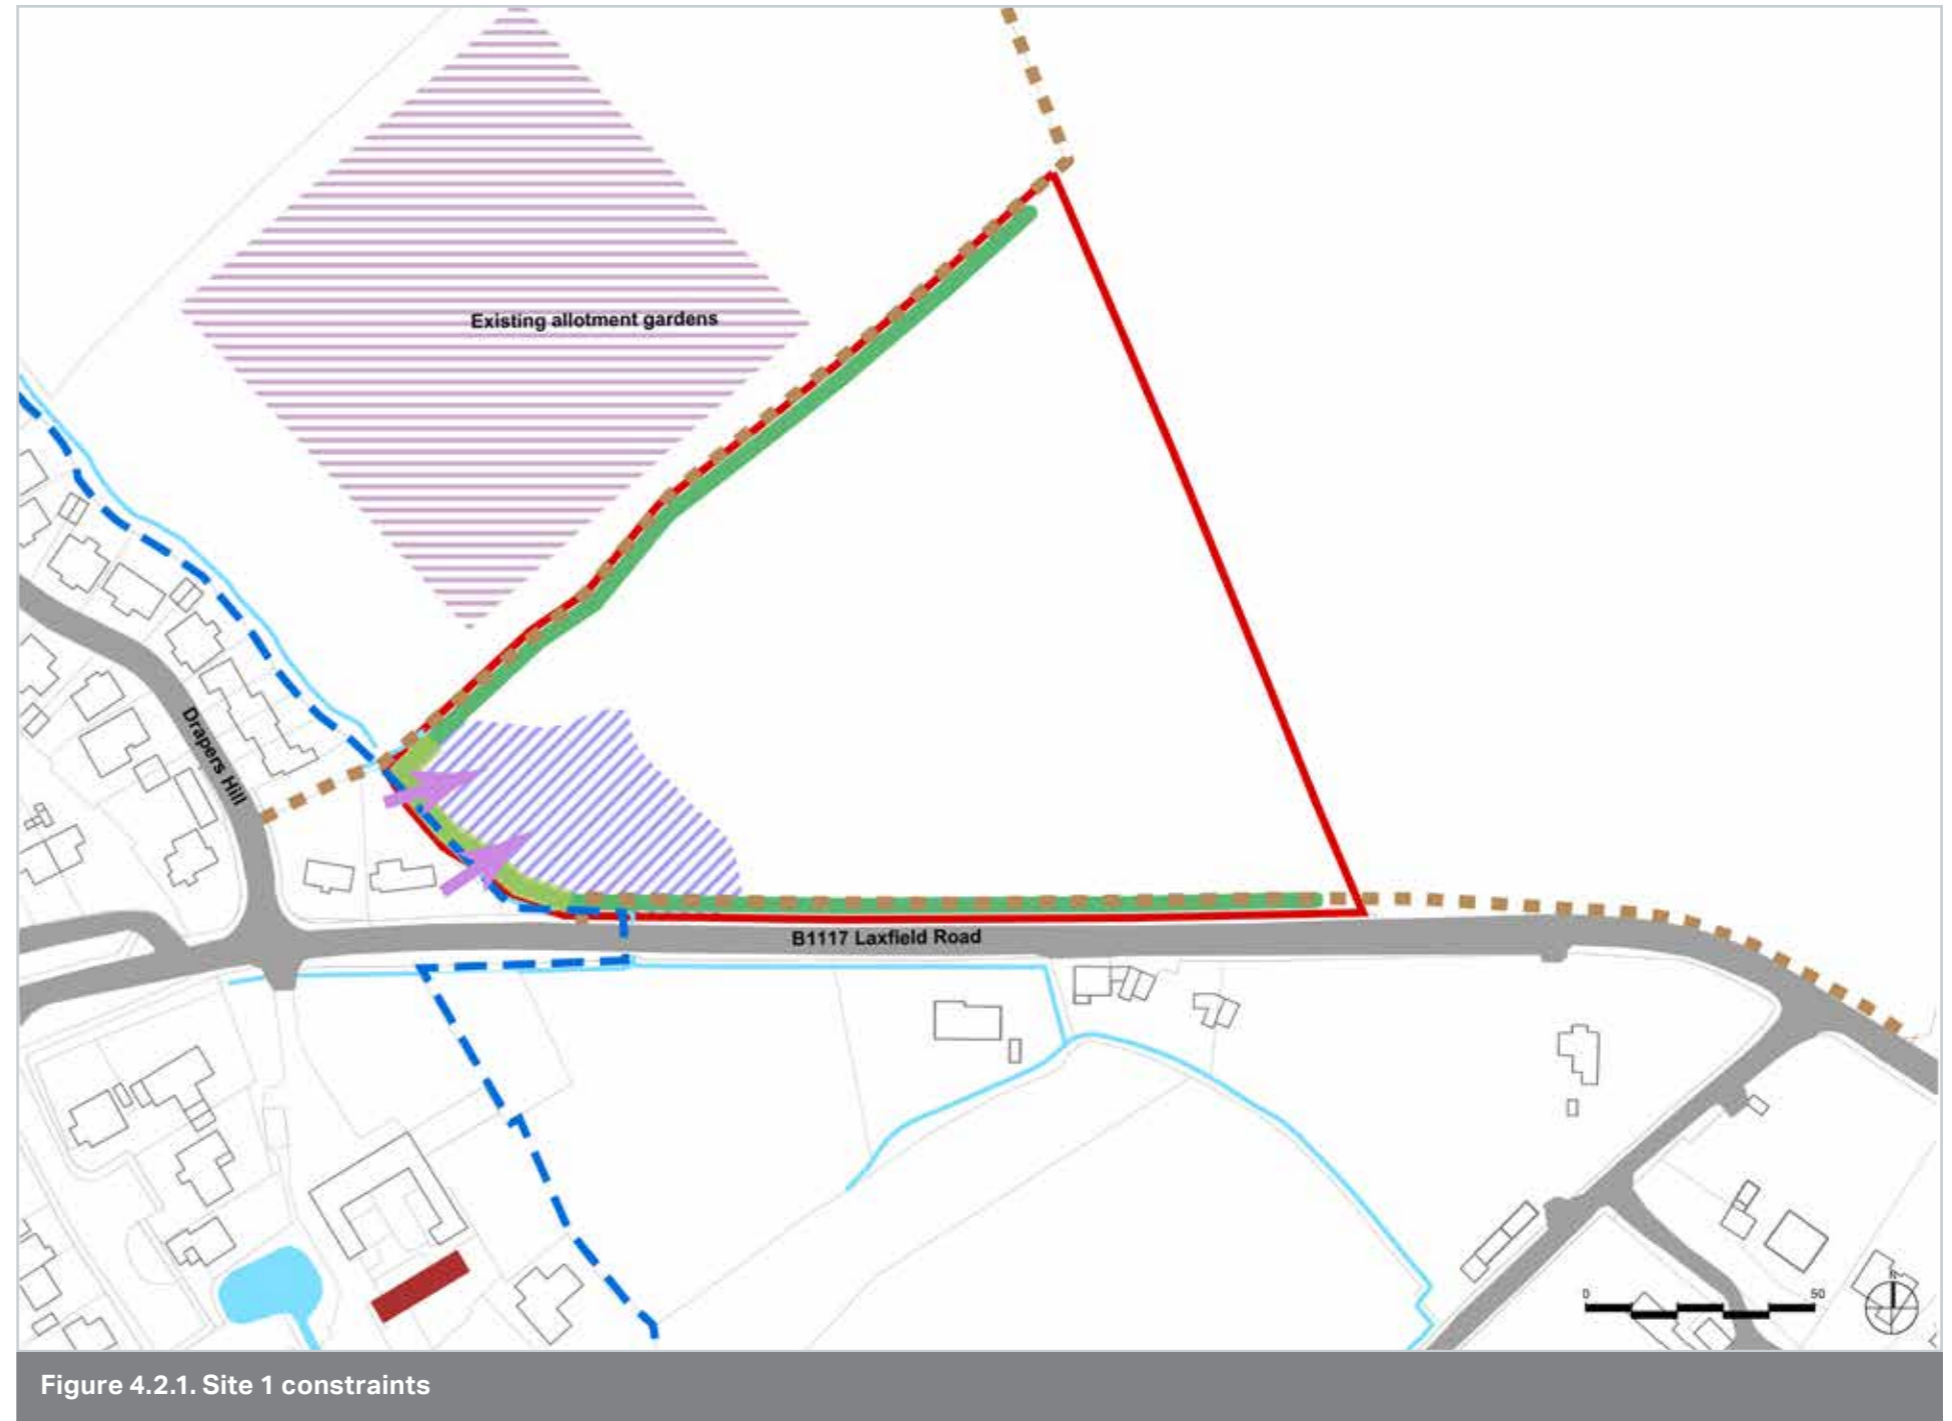 Existing allotment gardens
Drapers Hill
B1117 Laxfield Road
0 50
N
Figure 4.2.1. Site 1 constraints